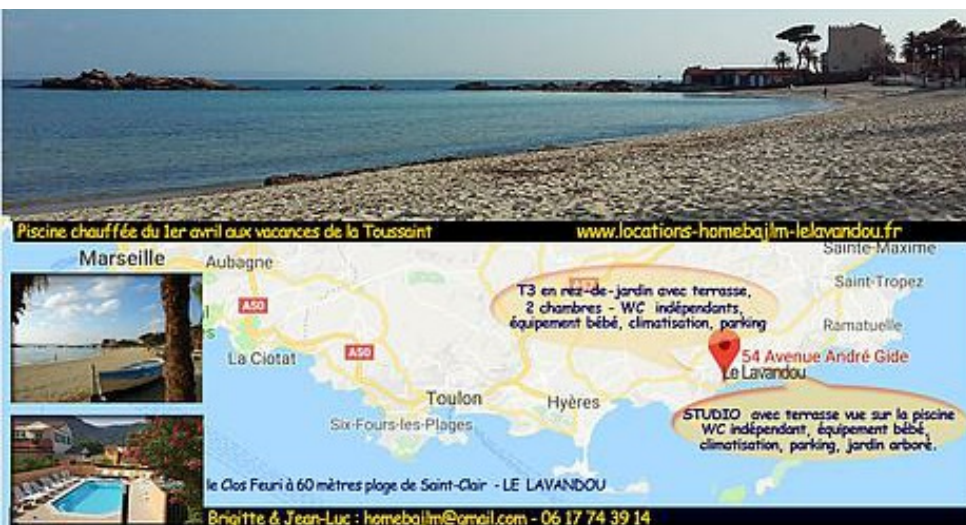 Piscine chauffée du 1er avril aux vacances de la Toussaint
www.locations-homebajlm-lelavandou.fr
Marseille
Aubagne
Sainte-Maxime
Saint-Tropez
T3 en rez-de-jardin avec terrasse,
2 chambres - WC indépendants,
équipement bébé, climatisation, parking
A50
Ramatuelle
La Ciotat
A50
54 Avenue André Gide
Le Lavandou
Toulon
Hyères
Six-Fours-les-Plages
STUDIO avec terrasse vue sur la piscine
WC indépendant, équipement bébé,
climatisation, parking, jardin arboré.
le Clos Feuri à 60 mètres plage de Saint-Clair - LE LAVANDOU
Brigitte & Jean-Luc : homebajlm@gmail.com - 06 17 74 39 14